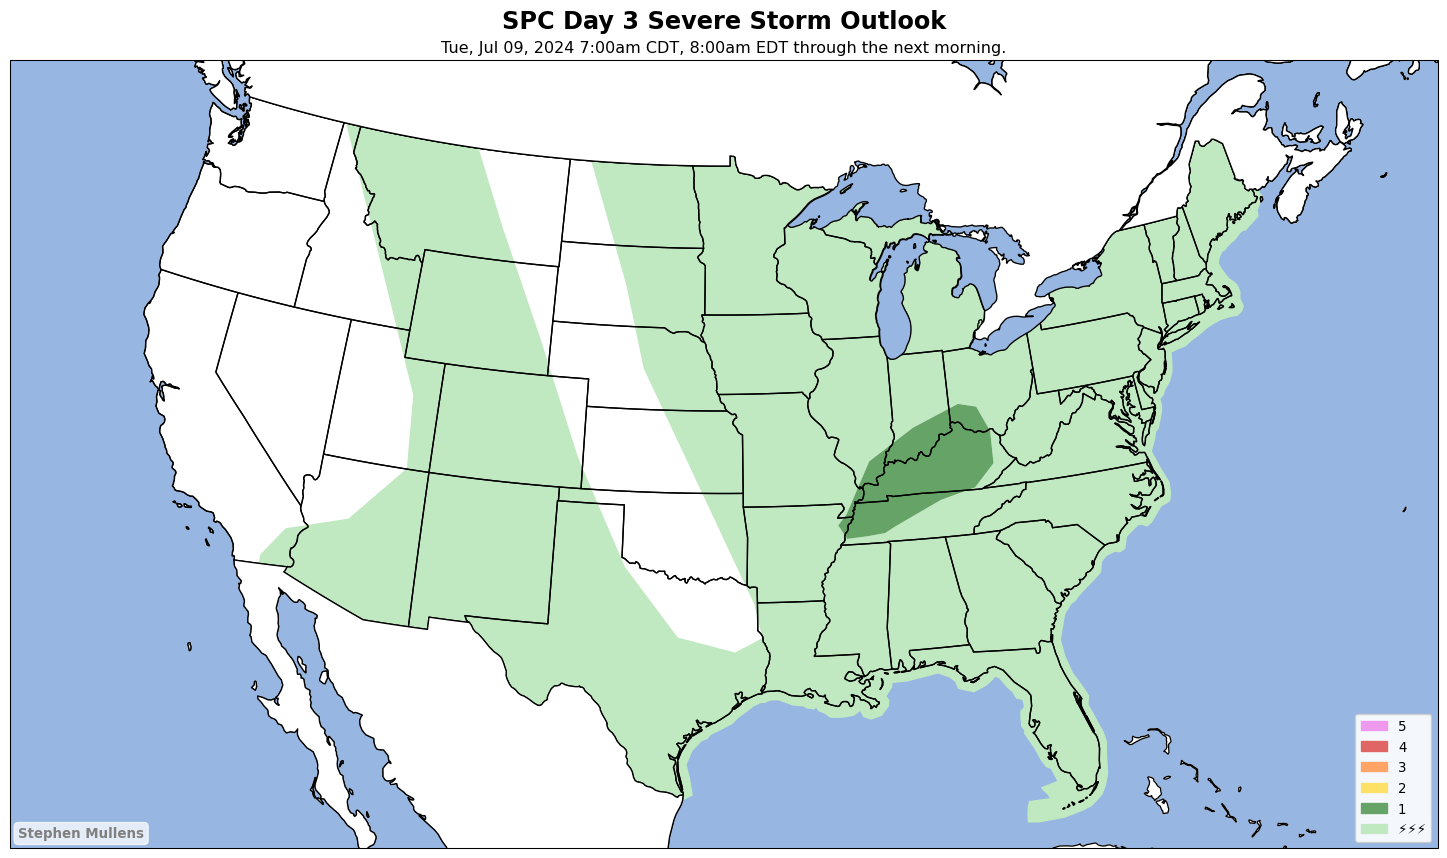 SPC Day 3 Severe Storm Outlook
Tue, Jul 09, 2024 7:00am CDT, 8:00am EDT through the next morning.
5
4
3
2
1
⚡⚡⚡
Stephen Mullens